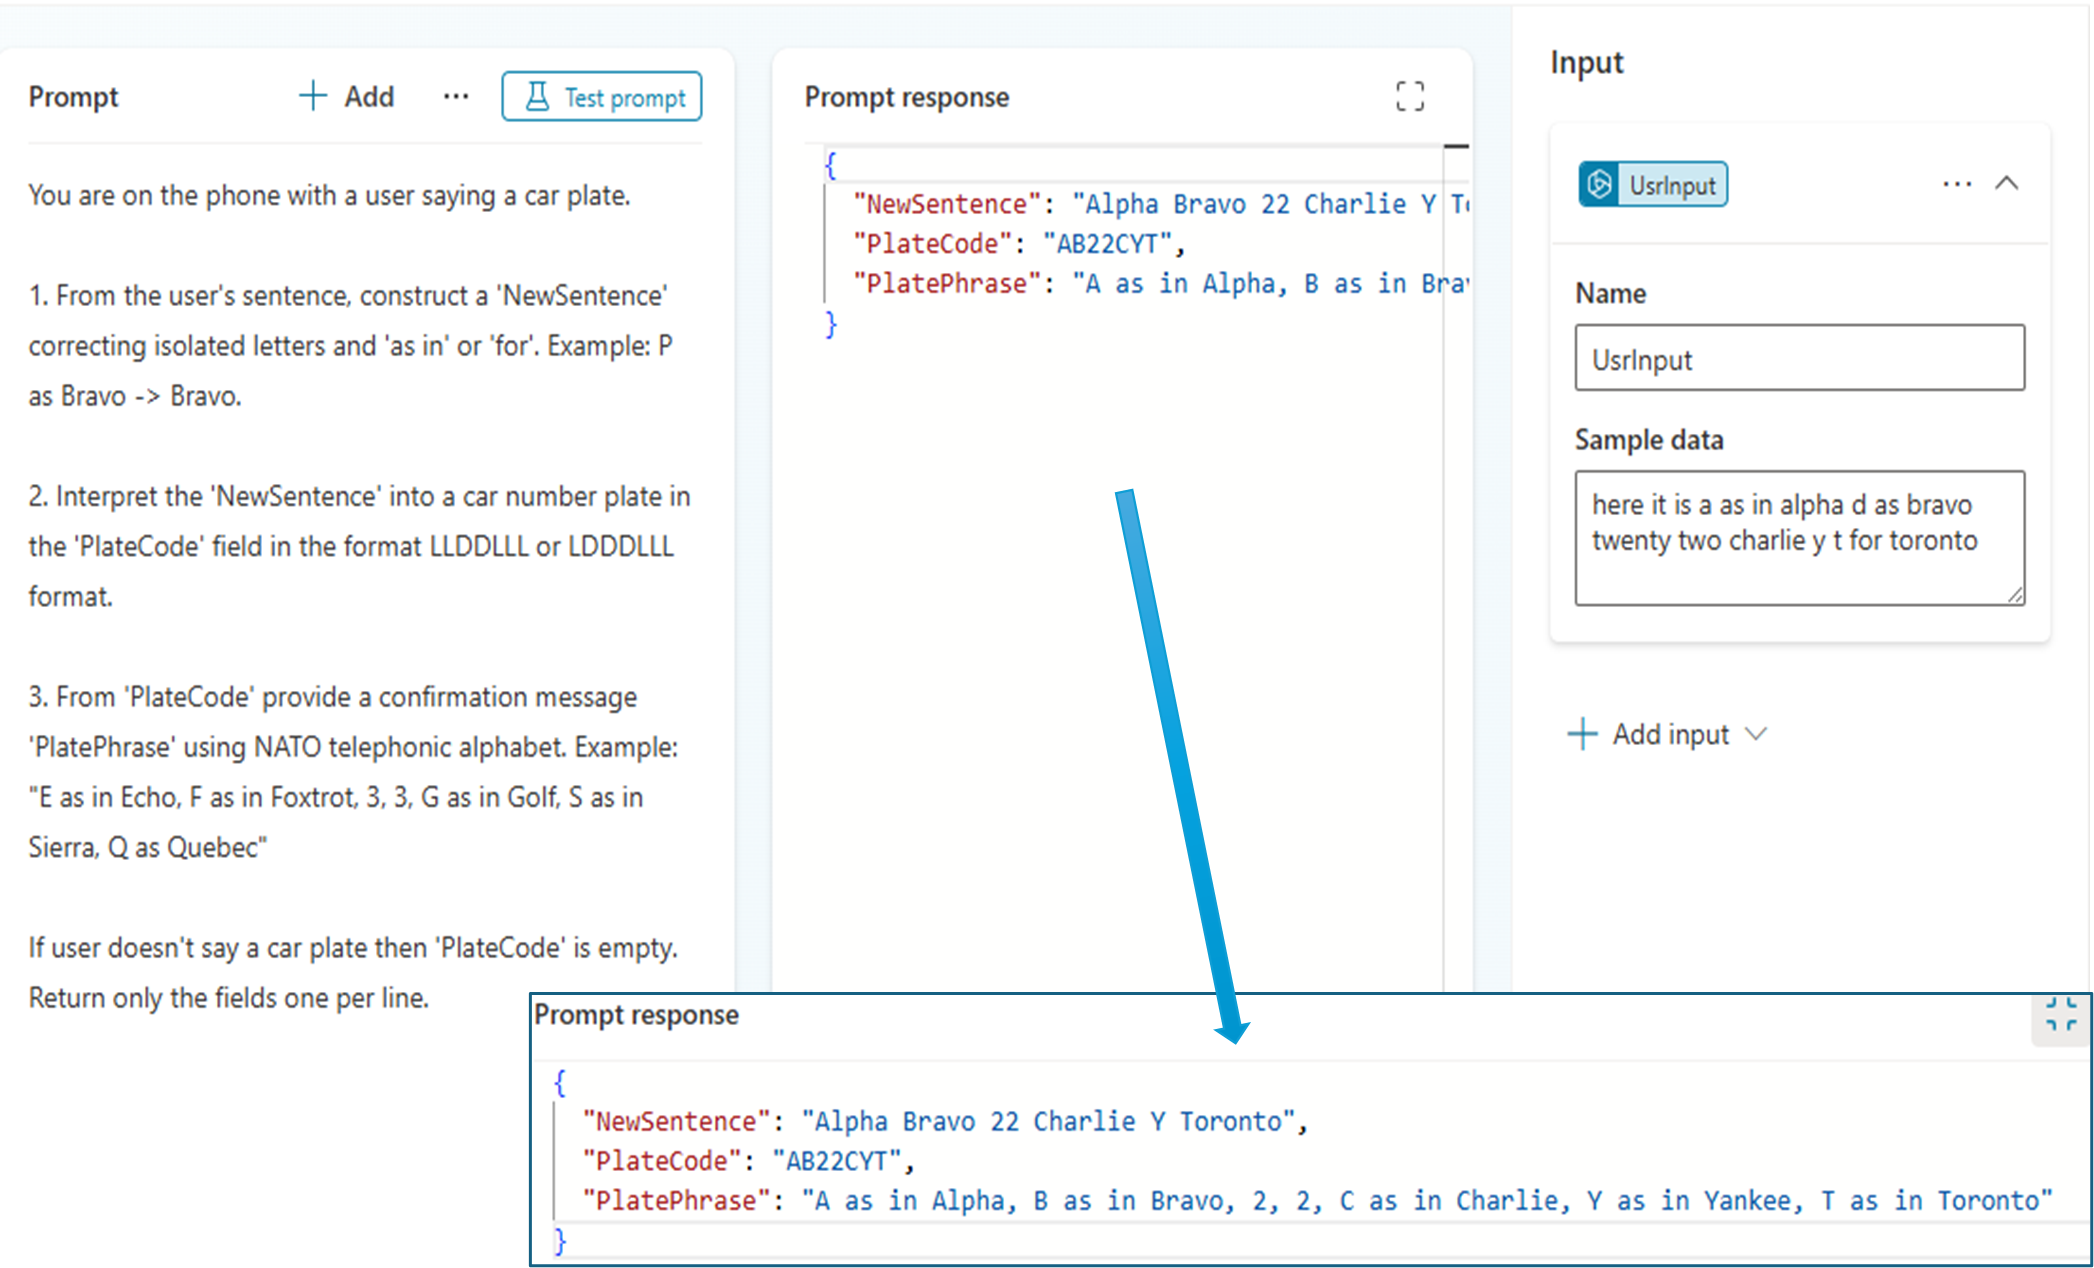 Prompt
Add
Test prompt
You are on the phone with a user saying a car plate.
1. From the user's sentence, construct a 'NewSentence'
correcting isolated letters and 'as in' or 'for'. Example: P
as Bravo -> Bravo.
2. Interpret the 'NewSentence' into a car number plate in
the 'PlateCode' field in the format LLDDLLL or LDDDLLL
format.
3. From 'PlateCode' provide a confirmation message
'PlatePhrase' using NATO telephonic alphabet. Example:
"E as in Echo, F as in Foxtrot, 3, 3, G as in Golf, S as in
Sierra, Q as Quebec"
If user doesn't say a car plate then 'PlateCode' is empty.
Return only the fields one per line.
Prompt response
{
"NewSentence": "Alpha Bravo 22 Charlie Y To
"PlateCode": "AB22CYT",
"PlatePhrase": "A as in Alpha, B as in Brav
}
Input
UsrInput
Name
UsrInput
Sample data
here it is a as in alpha d as bravo
twenty two charlie y t for toronto
Add input
Prompt response
{
"NewSentence": "Alpha Bravo 22 Charlie Y Toronto",
"PlateCode": "AB22CYT",
"PlatePhrase": "A as in Alpha, B as in Bravo, 2, 2, C as in Charlie, Y as in Yankee, T as in Toronto"
}